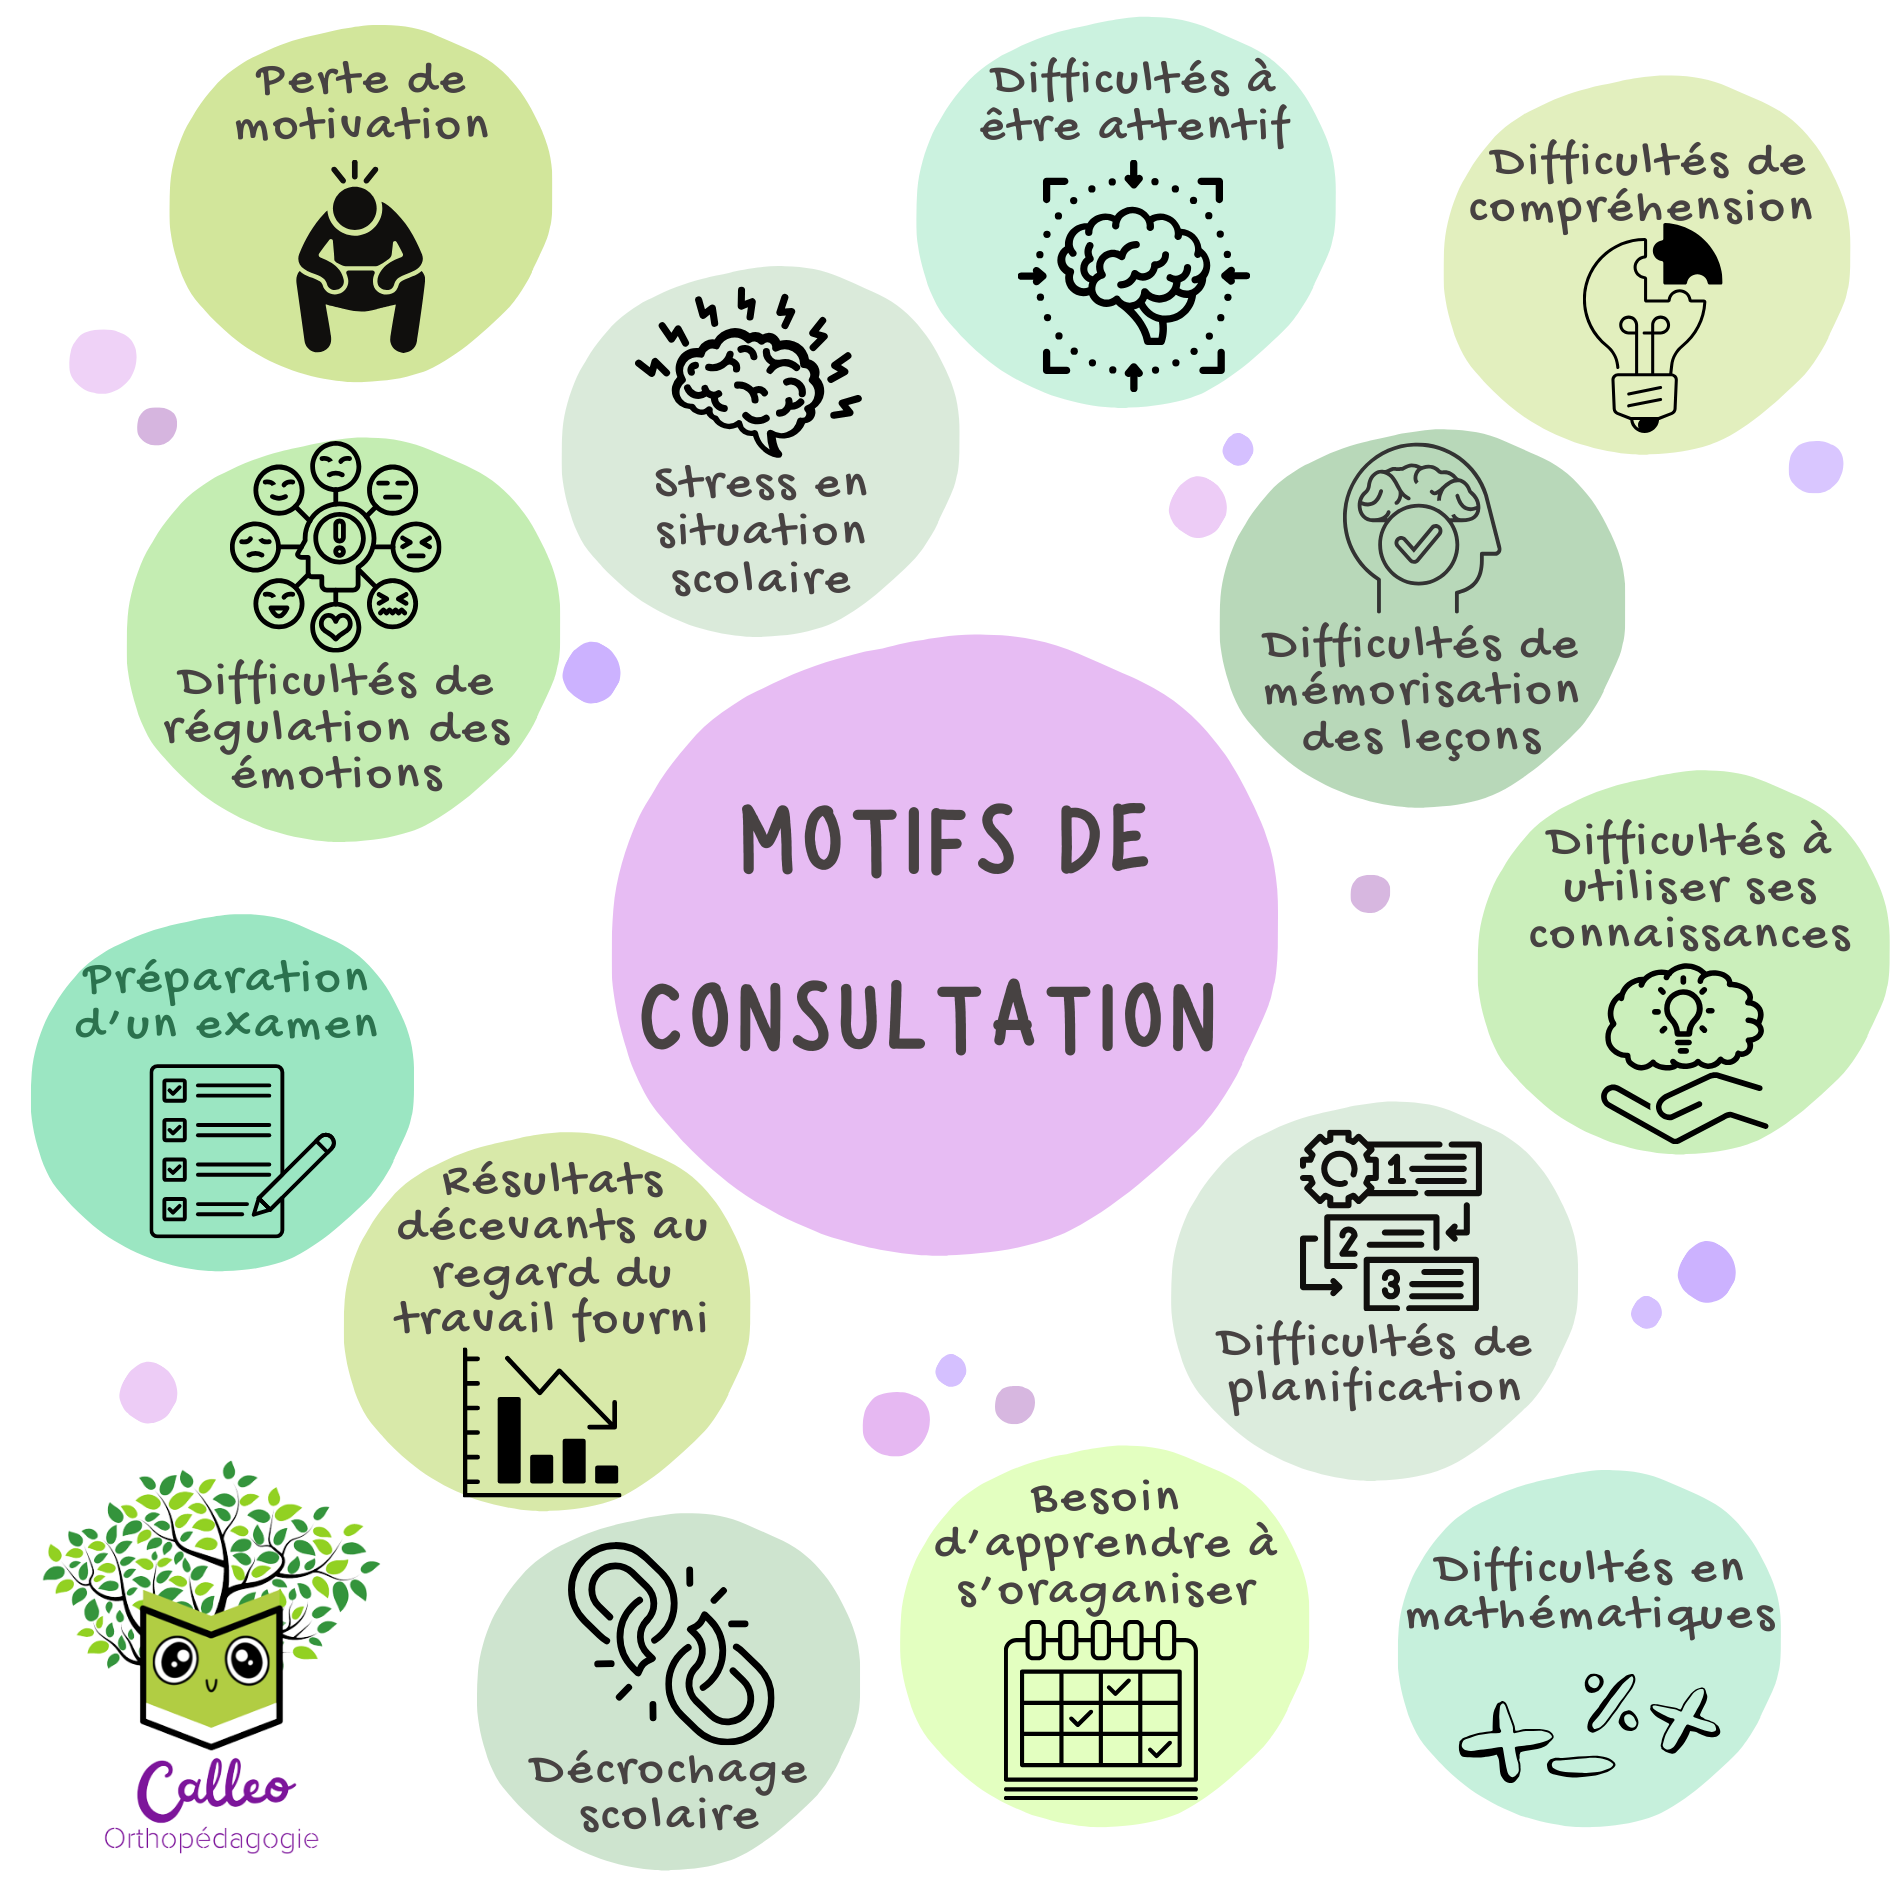 Perte de
motivation
Difficultés à
être attentif
Difficultés de
compréhension
Stress en
situation
scolaire
Difficultés de
régulation des
émotions
Difficultés de
mémorisation
des leçons
MOTIFS DE
CONSULTATION
Difficultés à
utiliser ses
connaissances
Préparation
d'un examen
Résultats
décevants au
regard du
travail fourni
1
2
3
Difficultés de
planification
Besoin
d'apprendre à
s'oraganiser
Difficultés en
mathématiques
Décrochage
scolaire
Calleo
Orthopédagogie